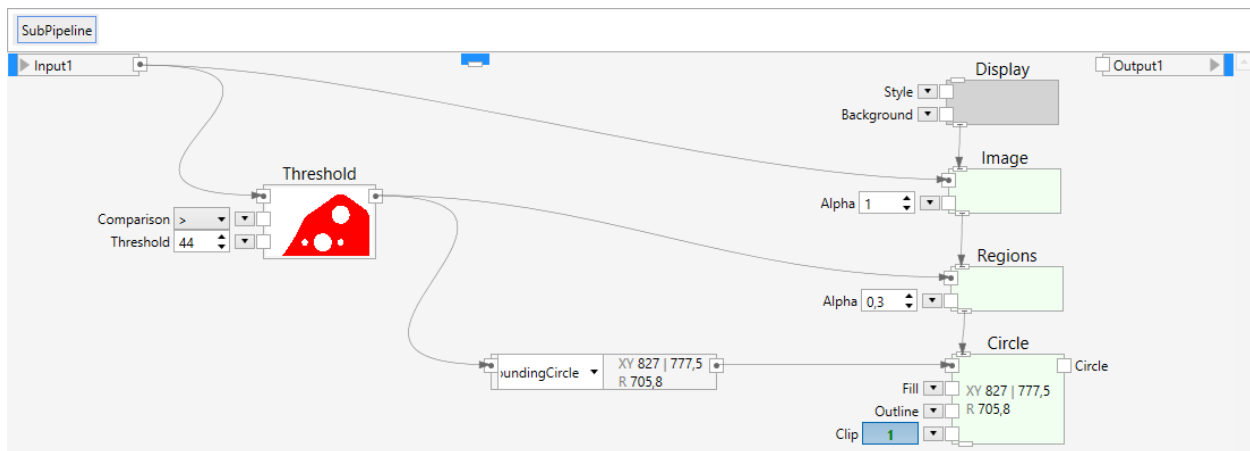 SubPipeline
Input1
Output1
Display
Style
Background
Image
Alpha 1
Threshold
Comparison >
Threshold 44
Regions
Alpha 0,3
Circle
oundingCircle XY 827 | 777,5
R 705,8
Circle
Fill XY 827 | 777,5
Outline R 705,8
Clip 1